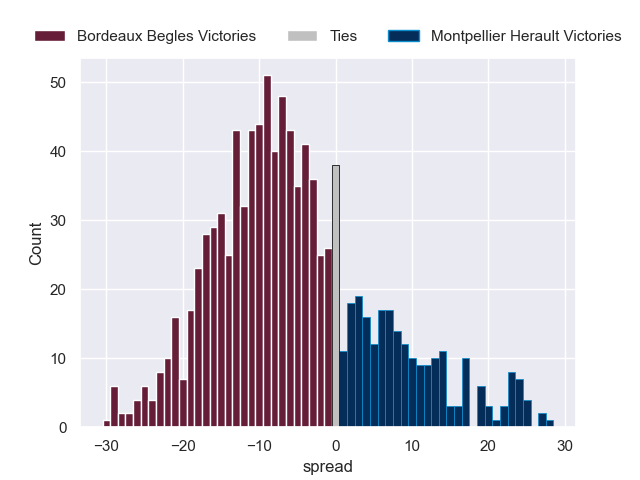 Bordeaux Begles Victories Ties Montpellier Herault Victories
50
40
30
20
10
0
Count
−30 −20 −10 0 10 20 30
spread